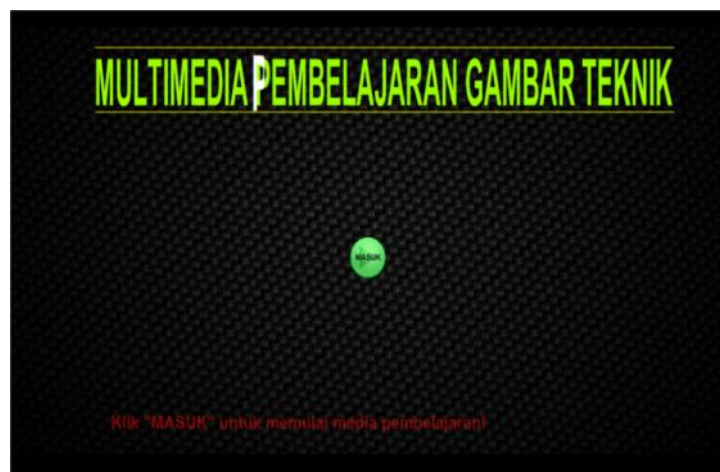 MULTIMEDIA PEMBELAJARAN GAMBAR TEKNIK
MASUK
Klik "MASUK" untuk memulai media pembelajaran!